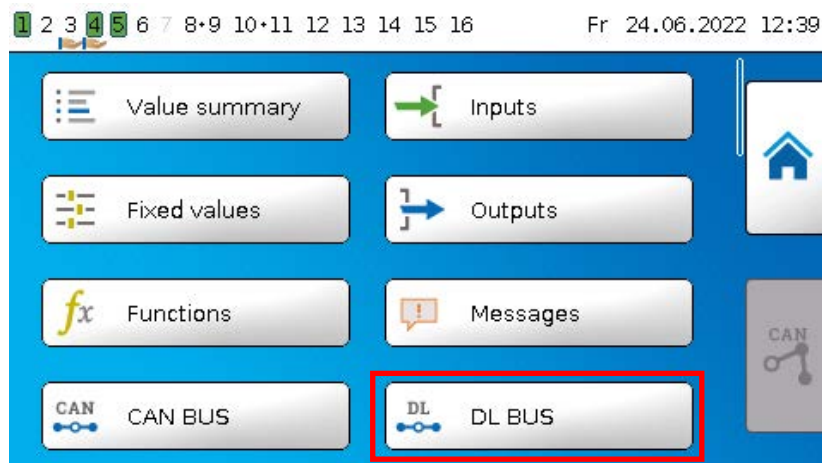 1 2 3 4 5 6 7 8+9 10+11 12 13 14 15 16 Fr 24.06.2022 12:39
Value summary
Inputs
Fixed values
Outputs
fx Functions
! Messages
CAN
CAN CAN BUS
DL DL BUS